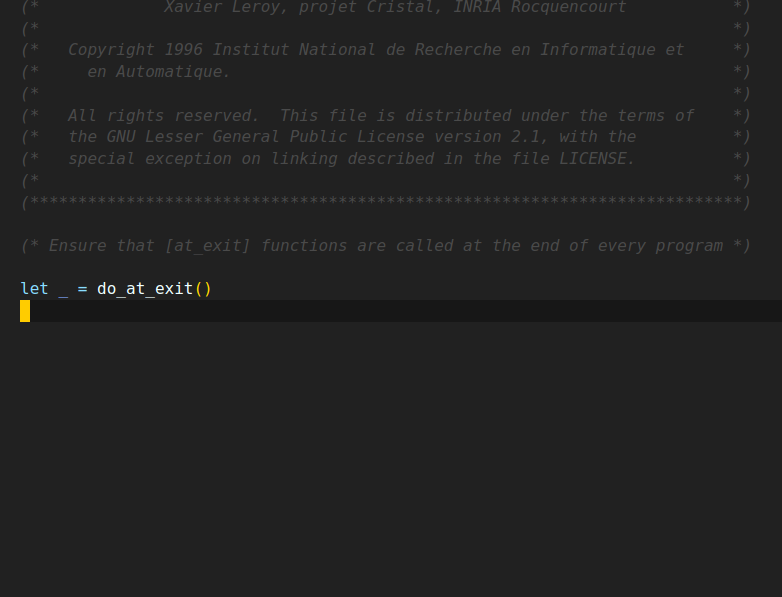 (*             Xavier Leroy, projet Cristal, INRIA Rocquencourt           *)
(*                                                                        *)
(*   Copyright 1996 Institut National de Recherche en Informatique et     *)
(*     en Automatique.                                                    *)
(*                                                                        *)
(*   All rights reserved.  This file is distributed under the terms of    *)
(*   the GNU Lesser General Public License version 2.1, with the          *)
(*   special exception on linking described in the file LICENSE.          *)
(*                                                                        *)
(**************************************************************************)
(* Ensure that [at_exit] functions are called at the end of every program *)
let _ = do_at_exit()